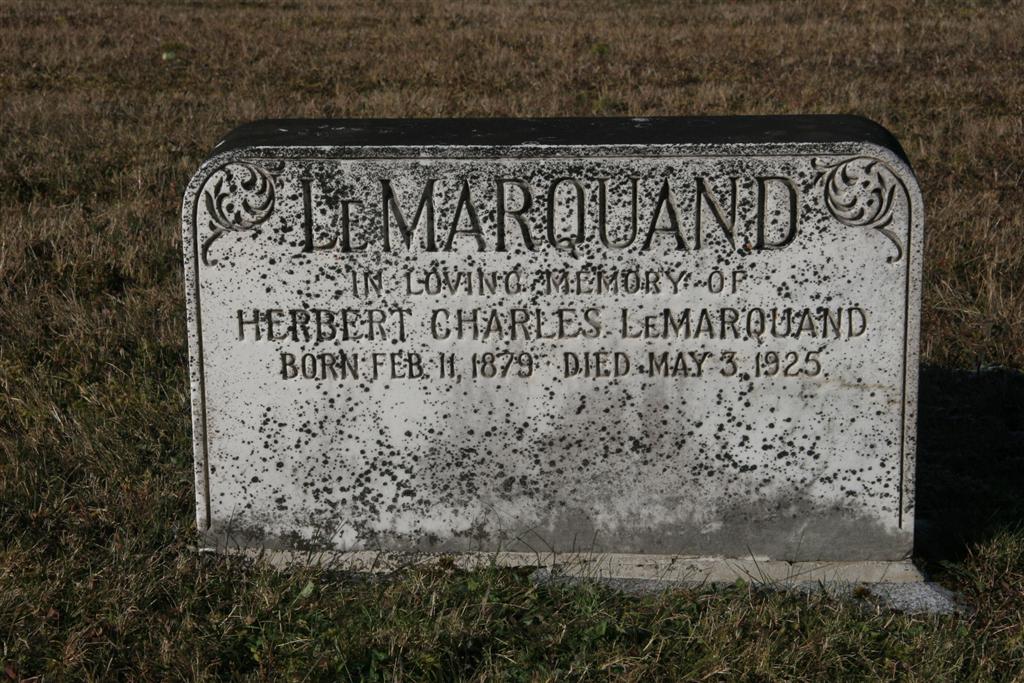 LeMARQUAND
IN LOVING MEMORY OF
HERBERT CHARLES LeMARQUAND
BORN FEB. 11, 1879 DIED MAY 3, 1925.